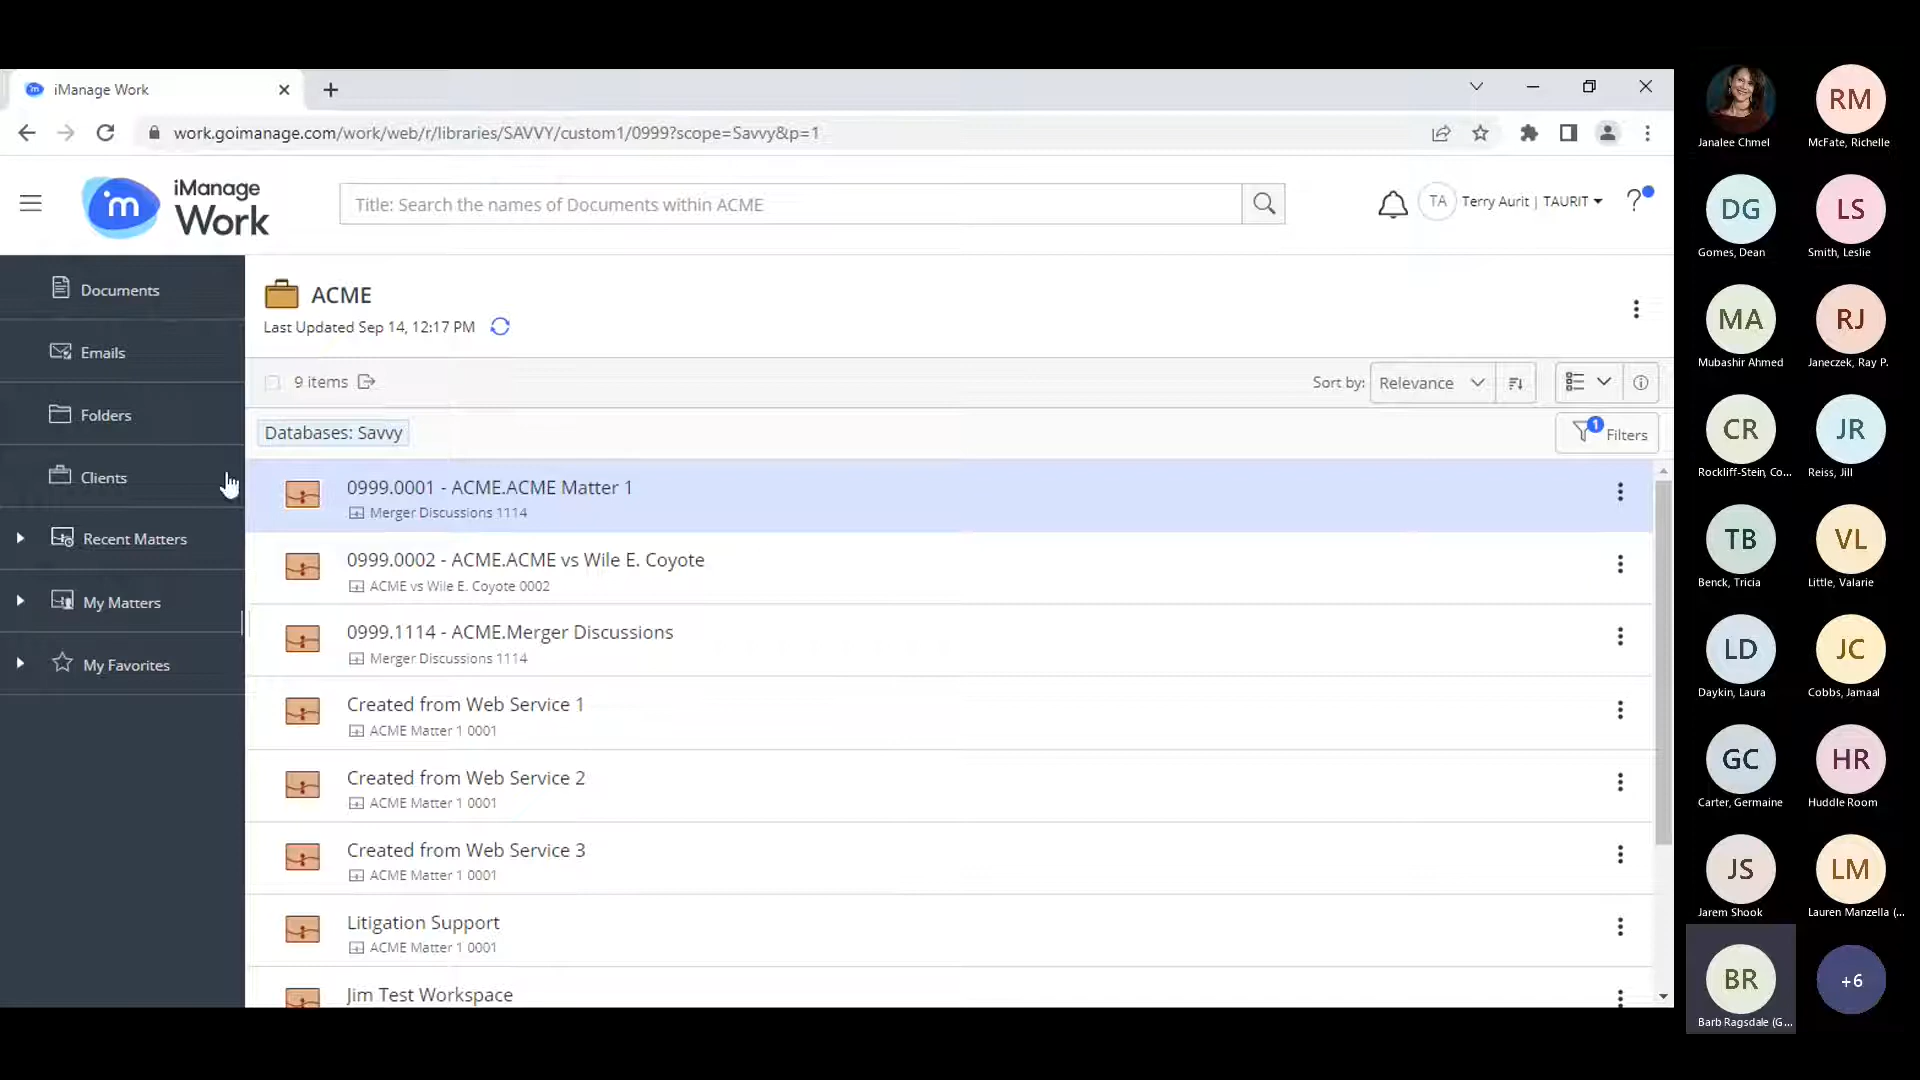 iManage Work
work.goimanage.com/work/web/r/libraries/SAVVY/custom1/0999?scope=Savvy&p=1
m
iManage
Work
Title: Search the names of Documents within ACME
TA
Terry Aurit | TAURIT
?
Documents
Emails
Folders
Clients
Recent Matters
My Matters
My Favorites
ACME
Last Updated Sep 14, 12:17 PM
9 items
Sort by:
Relevance
Databases: Savvy
1
Filters
0999.0001 - ACME.ACME Matter 1
Merger Discussions 1114
0999.0002 - ACME.ACME vs Wile E. Coyote
ACME vs Wile E. Coyote 0002
0999.1114 - ACME.Merger Discussions
Merger Discussions 1114
Created from Web Service 1
ACME Matter 1 0001
Created from Web Service 2
ACME Matter 1 0001
Created from Web Service 3
ACME Matter 1 0001
Litigation Support
ACME Matter 1 0001
Jim Test Workspace
Janalee Chmel
RM
McFate, Richelle
DG
Gomes, Dean
LS
Smith, Leslie
MA
Mubashir Ahmed
RJ
Janeczek, Ray P.
CR
Rockliff-Stein, Co...
JR
Reiss, Jill
TB
Benck, Tricia
VL
Little, Valarie
LD
Daykin, Laura
JC
Cobbs, Jamaal
GC
Carter, Germaine
HR
Huddle Room
JS
Jarem Shook
LM
Lauren Manzella (...
BR
Barb Ragsdale (G...
+6